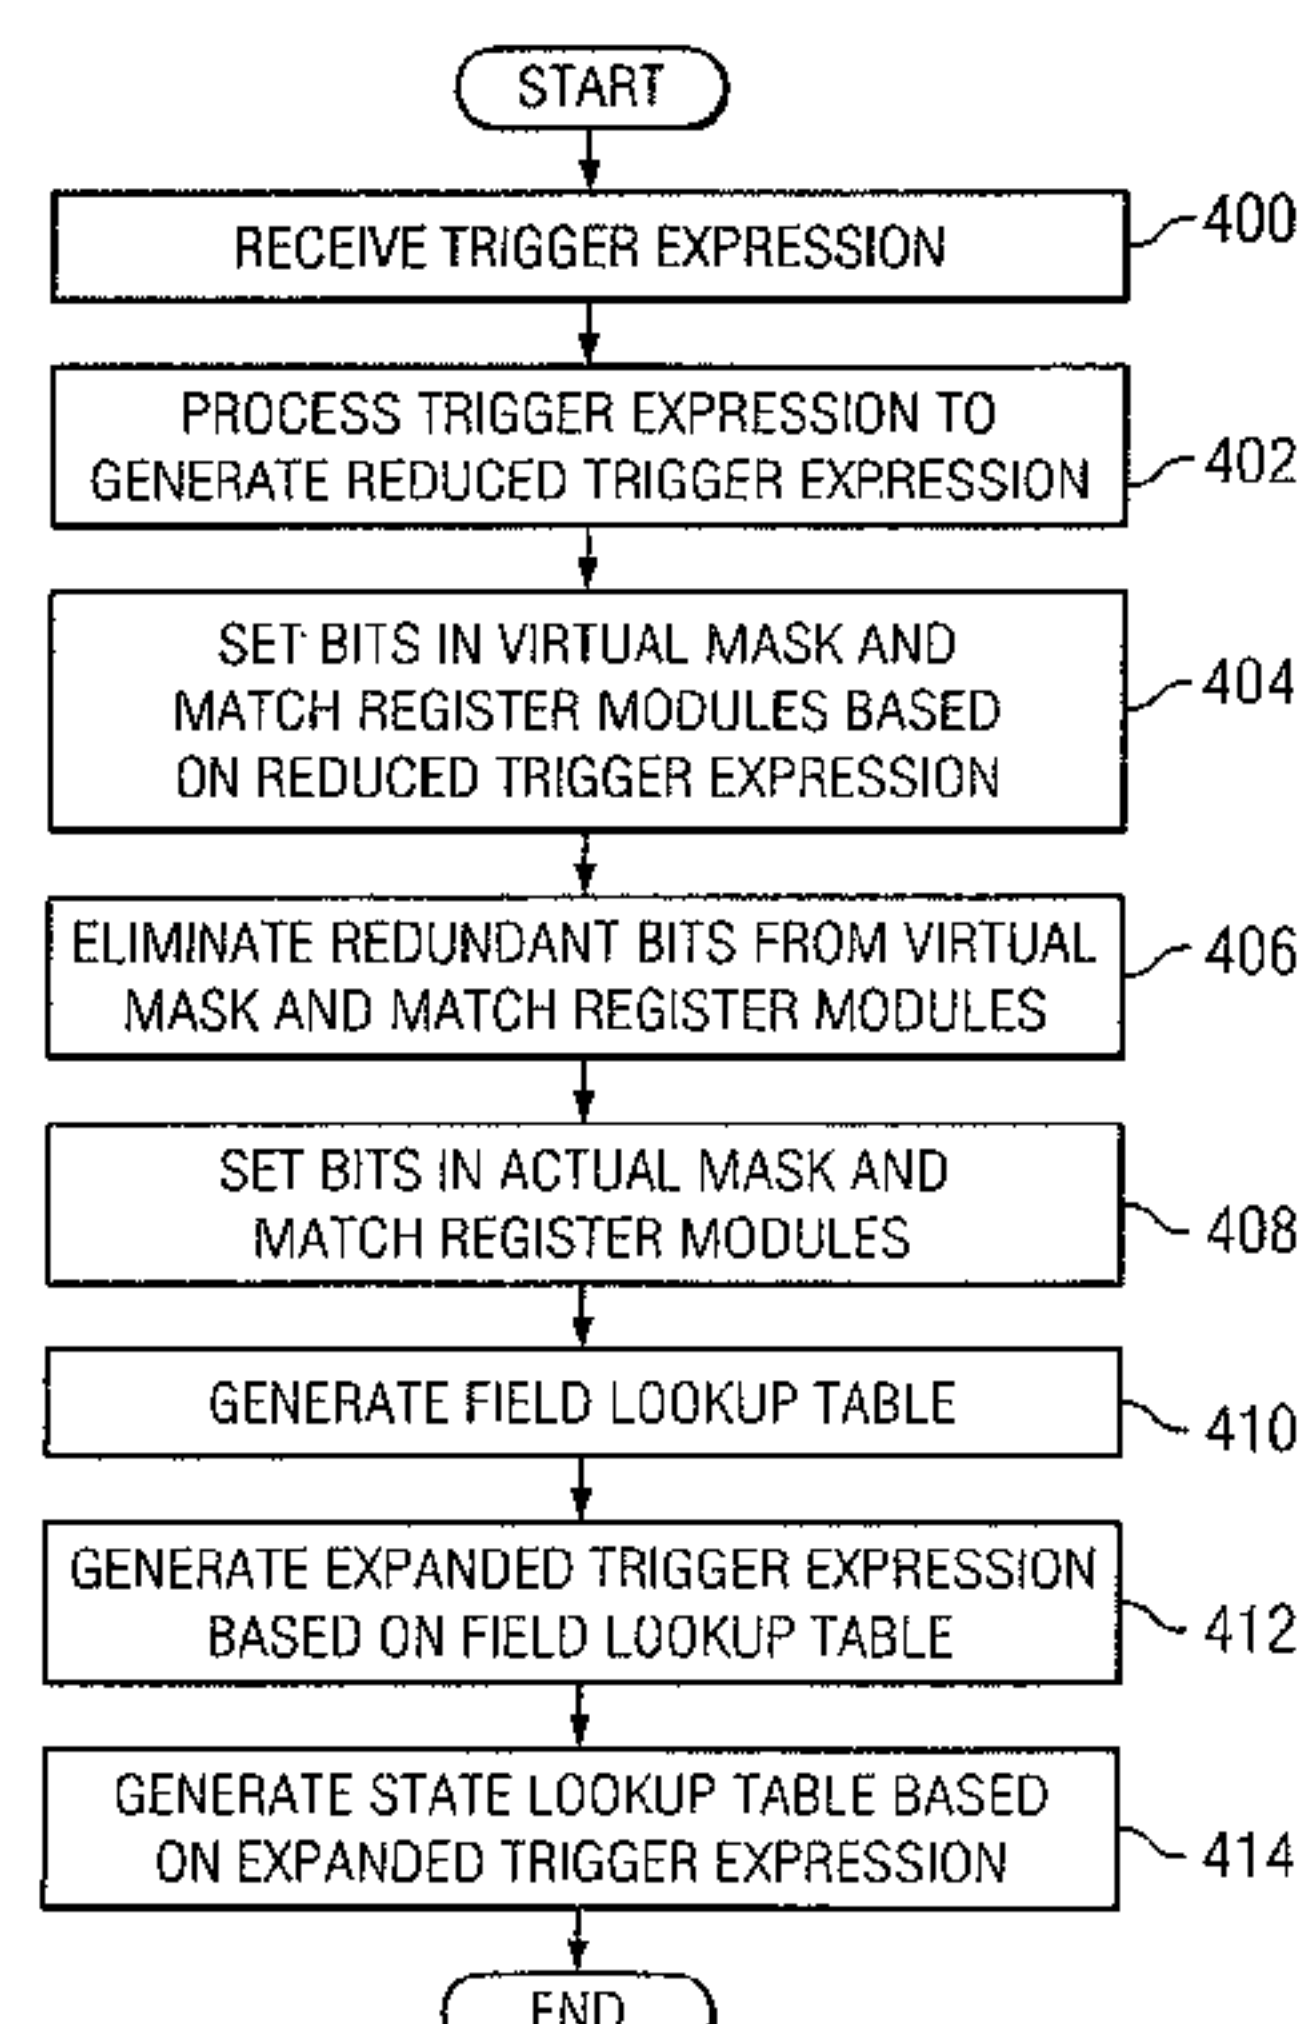 START
RECEIVE TRIGGER EXPRESSION
400
PROCESS TRIGGER EXPRESSION TO
GENERATE REDUCED TRIGGER EXPRESSION
402
SET BITS IN VIRTUAL MASK AND
MATCH REGISTER MODULES BASED
ON REDUCED TRIGGER EXPRESSION
404
ELIMINATE REDUNDANT BITS FROM VIRTUAL
MASK AND MATCH REGISTER MODULES
406
SET BITS IN ACTUAL MASK AND
MATCH REGISTER MODULES
408
GENERATE FIELD LOOKUP TABLE
410
GENERATE EXPANDED TRIGGER EXPRESSION
BASED ON FIELD LOOKUP TABLE
412
GENERATE STATE LOOKUP TABLE BASED
ON EXPANDED TRIGGER EXPRESSION
414
END